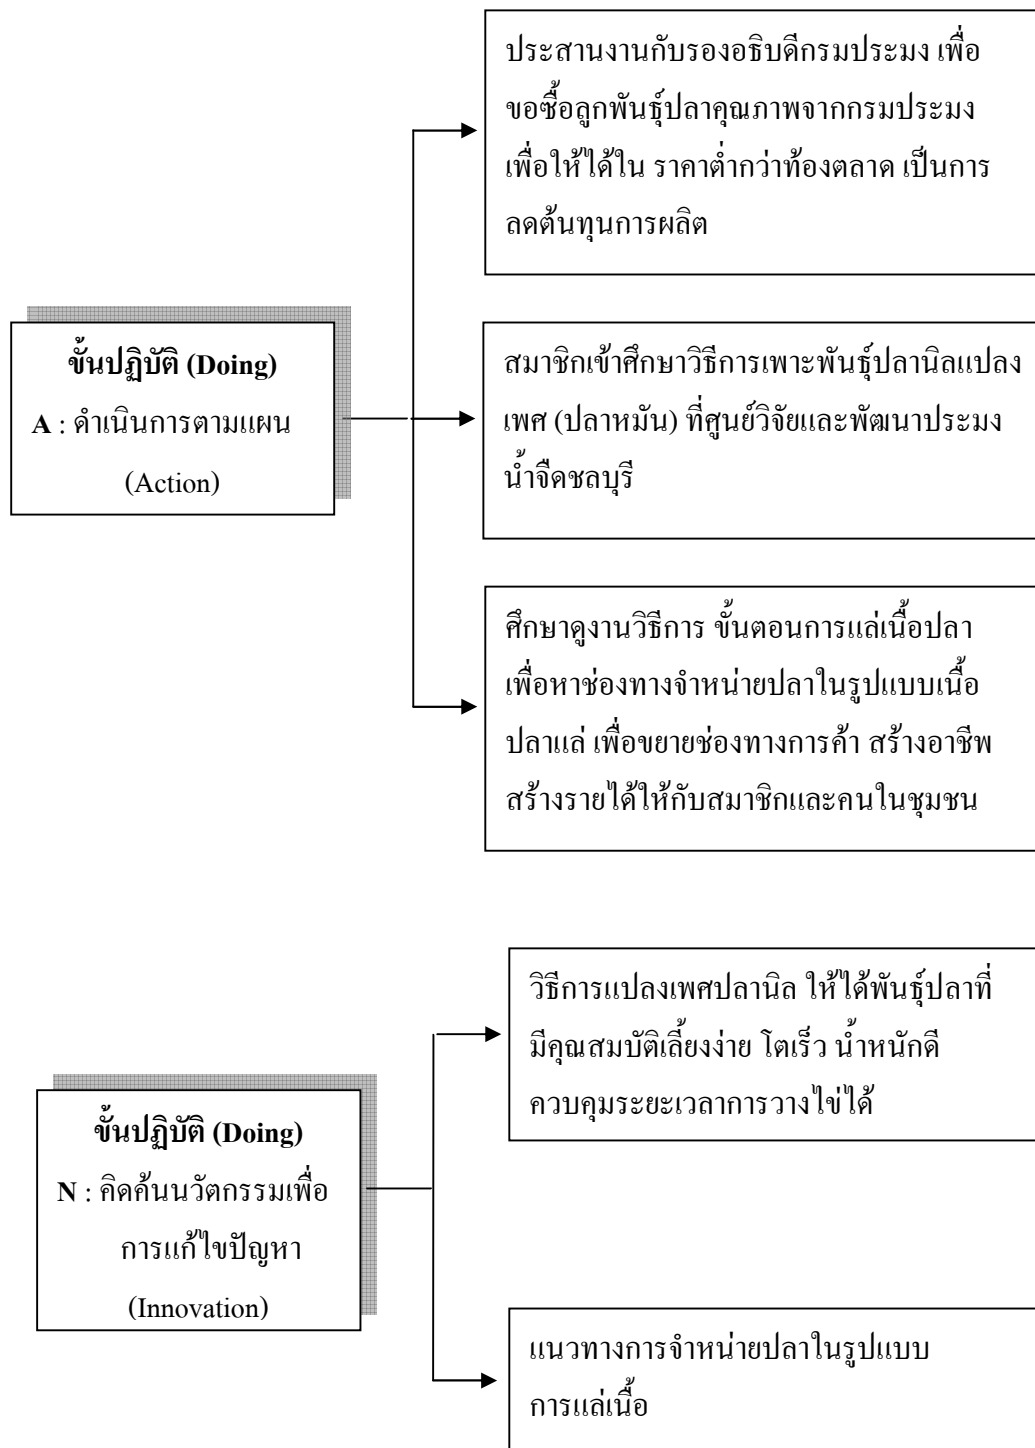 ประสานงานกับรองอธิบดีกรมประมง เพื่อ
ขอซื้อลูกพันธุ์ปลาคุณภาพจากกรมประมง
เพื่อให้ได้ใน ราคาต่ำกว่าท้องตลาด เป็นการ
ลดต้นทุนการผลิต
ขั้นปฏิบัติ (Doing)
A : ดำเนินการตามแผน
(Action)
สมาชิกเข้าศึกษาวิธีการเพาะพันธุ์ปลานิลแปลง
เพศ (ปลาหมัน) ที่ศูนย์วิจัยและพัฒนาประมง
น้ำจืดชลบุรี
ศึกษาดูงานวิธีการ ขั้นตอนการแล่เนื้อปลา
เพื่อหาช่องทางจำหน่ายปลาในรูปแบบเนื้อ
ปลาแล่ เพื่อขยายช่องทางการค้า สร้างอาชีพ
สร้างรายได้ให้กับสมาชิกและคนในชุมชน
วิธีการแปลงเพศปลานิล ให้ได้พันธุ์ปลาที่
มีคุณสมบัติเลี้ยงง่าย โตเร็ว น้ำหนักดี
ควบคุมระยะเวลาการวางไข่ได้
ขั้นปฏิบัติ (Doing)
N : คิดค้นนวัตกรรมเพื่อ
การแก้ไขปัญหา
(Innovation)
แนวทางการจำหน่ายปลาในรูปแบบ
การแล่เนื้อ